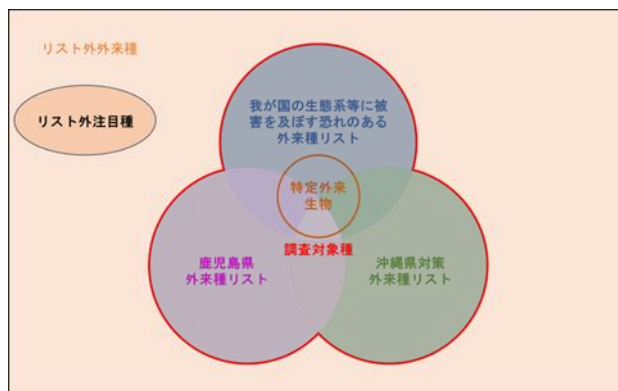 リスト外外来種
リスト外注目種
我が国の生態系等に被
害を及ぼす恐れのある
外来種リスト
特定外来
生物
調査対象種
鹿児島県
外来種リスト
沖縄県対策
外来種リスト